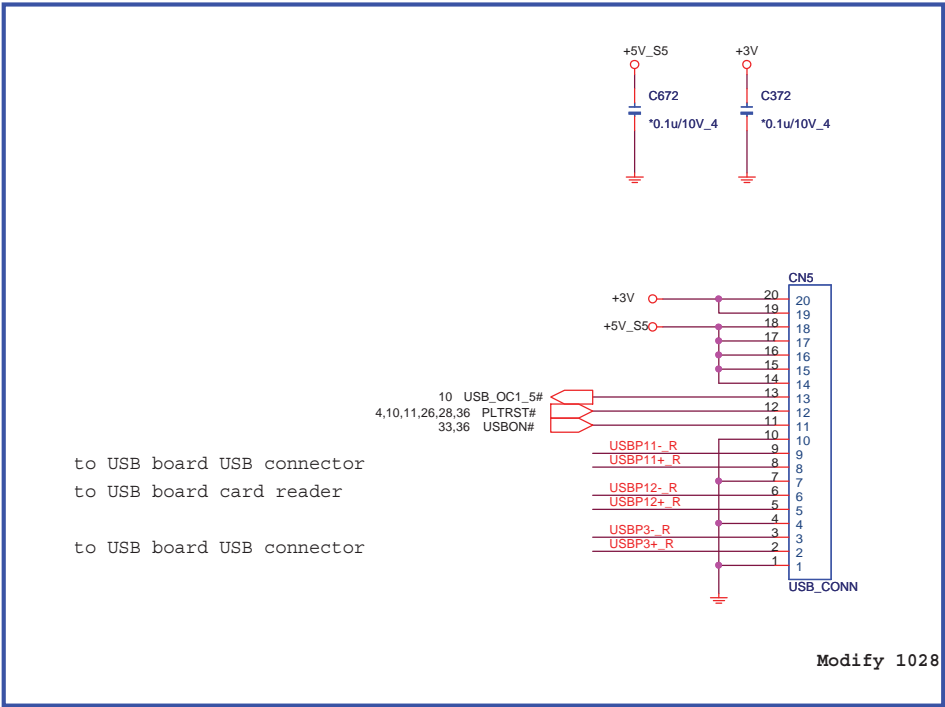 +5V_S5 +3V
C672 C372
*0.1u/10V_4 *0.1u/10V_4
CN5
+3V 20 20
19 19
+5V_S5 18 18
17 17
16 16
15 15
14 14
10 USB_OC1_5# 13 13
4,10,11,26,28,36 PLTRST# 12 12
33,36 USBON# 11 11
10 10
to USB board USB connector USBP11-_R 9 9
USBP11+_R 8 8
7 7
to USB board card reader USBP12-_R 6 6
USBP12+_R 5 5
4 4
to USB board USB connector USBP3-_R 3 3
USBP3+_R 2 2
1 1
USB_CONN
Modify 1028